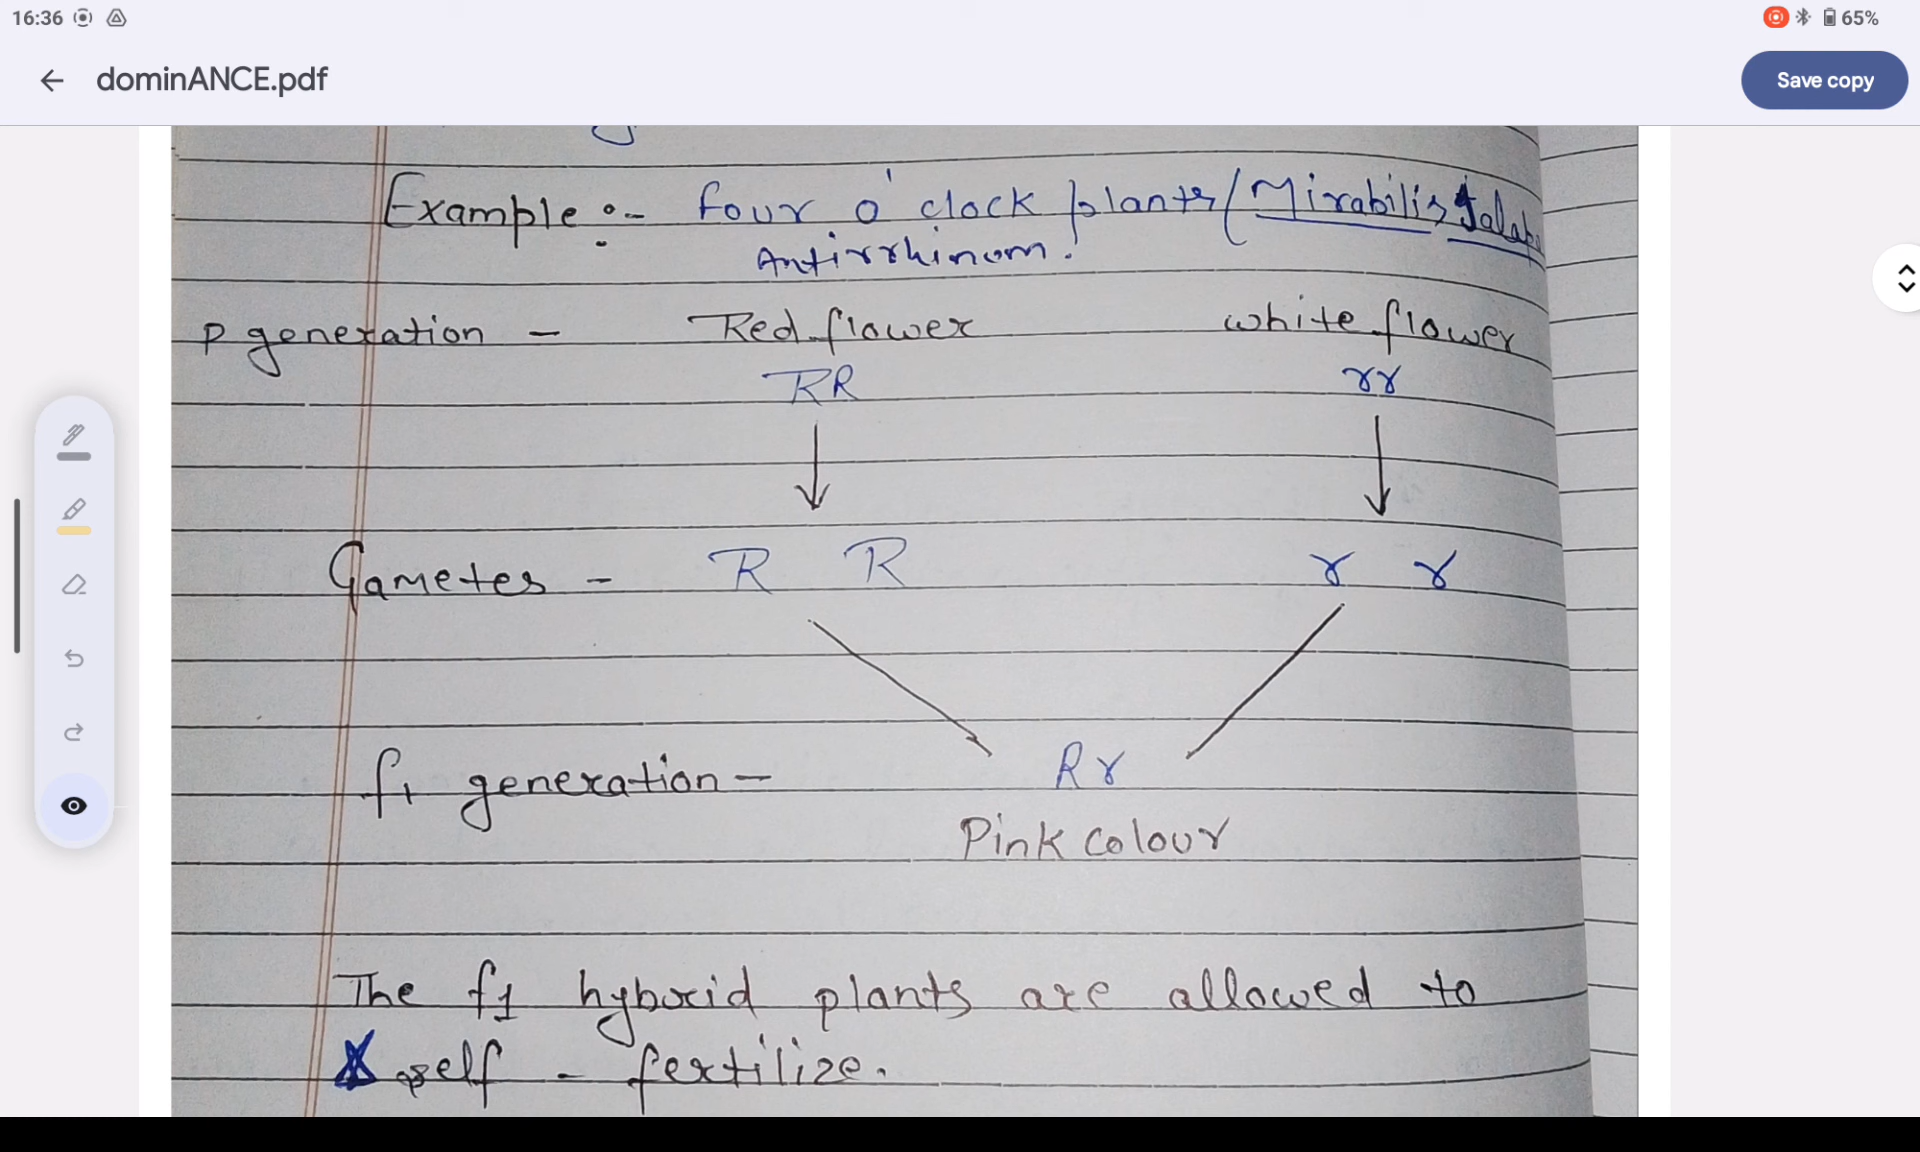 16:36
65%
dominANCE.pdf
Save copy
Example :- four o'clock plants/Mirabilis Jalapa
Antirrhinum.
P generation - Red flower white flower
RR rr
Gametes - R R r r
f1 generation - Rr
Pink colour
The f1 hybrid plants are allowed to
self - fertilize.